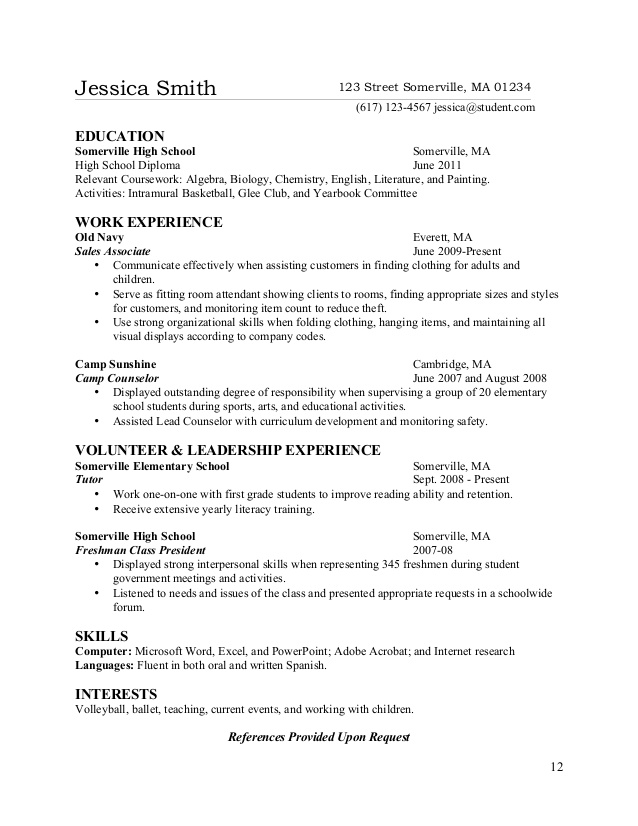 Jessica Smith 123 Street Somerville, MA 01234
(617) 123-4567 jessica@student.com
EDUCATION
Somerville High School Somerville, MA
High School Diploma June 2011
Relevant Coursework: Algebra, Biology, Chemistry, English, Literature, and Painting.
Activities: Intramural Basketball, Glee Club, and Yearbook Committee
WORK EXPERIENCE
Old Navy Everett, MA
Sales Associate June 2009-Present
• Communicate effectively when assisting customers in finding clothing for adults and
children.
• Serve as fitting room attendant showing clients to rooms, finding appropriate sizes and styles
for customers, and monitoring item count to reduce theft.
• Use strong organizational skills when folding clothing, hanging items, and maintaining all
visual displays according to company codes.
Camp Sunshine Cambridge, MA
Camp Counselor June 2007 and August 2008
• Displayed outstanding degree of responsibility when supervising a group of 20 elementary
school students during sports, arts, and educational activities.
• Assisted Lead Counselor with curriculum development and monitoring safety.
VOLUNTEER & LEADERSHIP EXPERIENCE
Somerville Elementary School Somerville, MA
Tutor Sept. 2008 - Present
• Work one-on-one with first grade students to improve reading ability and retention.
• Receive extensive yearly literacy training.
Somerville High School Somerville, MA
Freshman Class President 2007-08
• Displayed strong interpersonal skills when representing 345 freshmen during student
government meetings and activities.
• Listened to needs and issues of the class and presented appropriate requests in a schoolwide
forum.
SKILLS
Computer: Microsoft Word, Excel, and PowerPoint; Adobe Acrobat; and Internet research
Languages: Fluent in both oral and written Spanish.
INTERESTS
Volleyball, ballet, teaching, current events, and working with children.
References Provided Upon Request
12